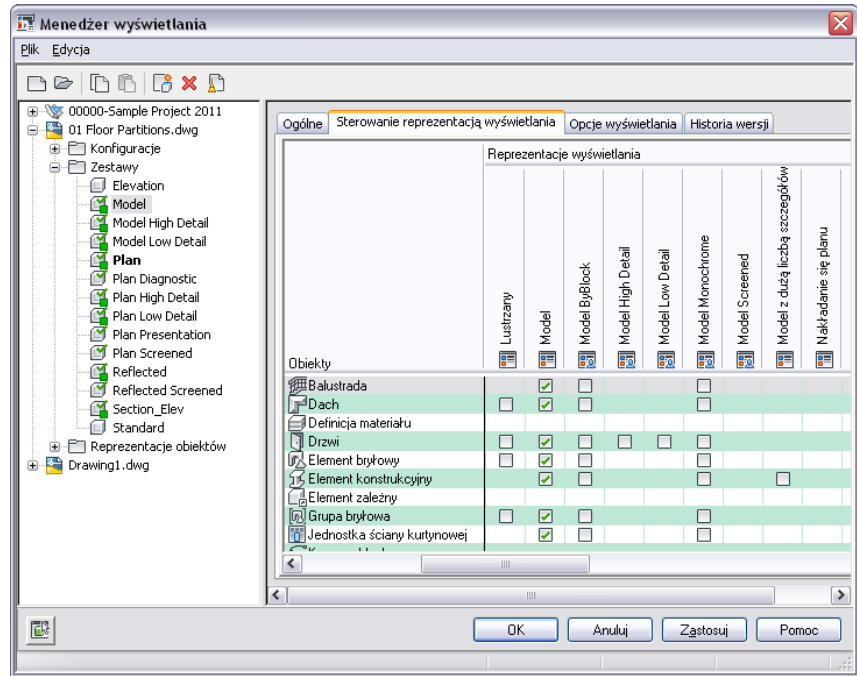 Menedżer wyświetlania
Plik Edycja
00000-Sample Project 2011
01 Floor Partitions.dwg
Konfiguracje
Zestawy
Elevation
Model
Model High Detail
Model Low Detail
Plan
Plan Diagnostic
Plan High Detail
Plan Low Detail
Plan Presentation
Plan Screened
Reflected
Reflected Screened
Section_Elev
Standard
Reprezentacje obiektów
Drawing1.dwg
Ogólne Sterowanie reprezentacją wyświetlania Opcje wyświetlania Historia wersji
Reprezentacje wyświetlania
Obiekty
Lustrzany
Model
Model ByBlock
Model High Detail
Model Low Detail
Model Monochrome
Model Screened
Model z dużą liczbą szczegółów
Nakładanie się planu
Balustrada
Dach
Definicja materiału
Drzwi
Element bryłowy
Element konstrukcyjny
Element zależny
Grupa bryłowa
Jednostka ściany kurtynowej
OK Anuluj Zastosuj Pomoc